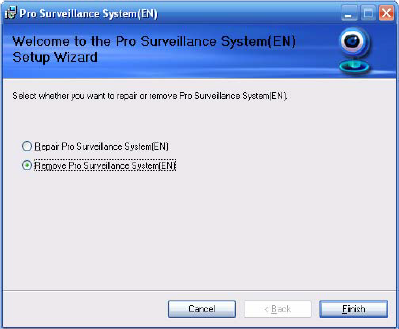 Pro Surveillance System(EN)
Welcome to the Pro Surveillance System(EN)
Setup Wizard
Select whether you want to repair or remove Pro Surveillance System(EN).
Repair Pro Surveillance System(EN)
Remove Pro Surveillance System(EN)
Cancel < Back Finish